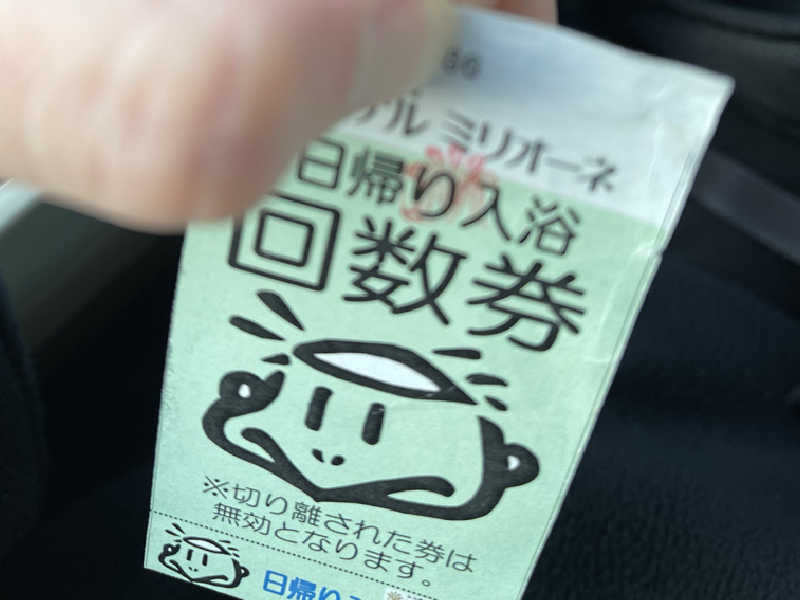 ナル ミリオーネ
日帰り入浴
回数券
※切り離された券は
無効となります。
日帰り